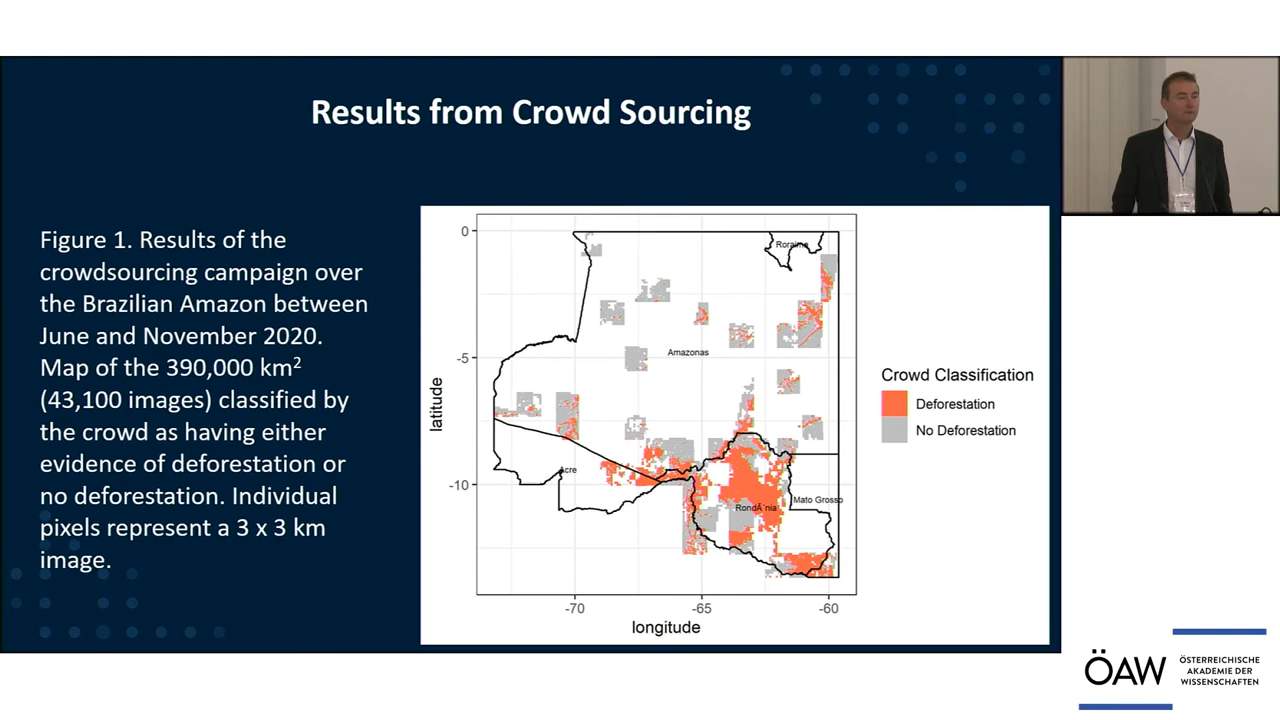 Results from Crowd Sourcing
Figure 1. Results of the
crowdsourcing campaign over
the Brazilian Amazon between
June and November 2020.
Map of the 390,000 km²
(43,100 images) classified by
the crowd as having either
evidence of deforestation or
no deforestation. Individual
pixels represent a 3 x 3 km
image.
latitude
0
-5
-10
Roraima
Amazonas
Acre
RondÃ´nia
Mato Grosso
-70
-65
-60
longitude
Crowd Classification
Deforestation
No Deforestation
ÖAW
ÖSTERREICHISCHE
AKADEMIE DER
WISSENSCHAFTEN